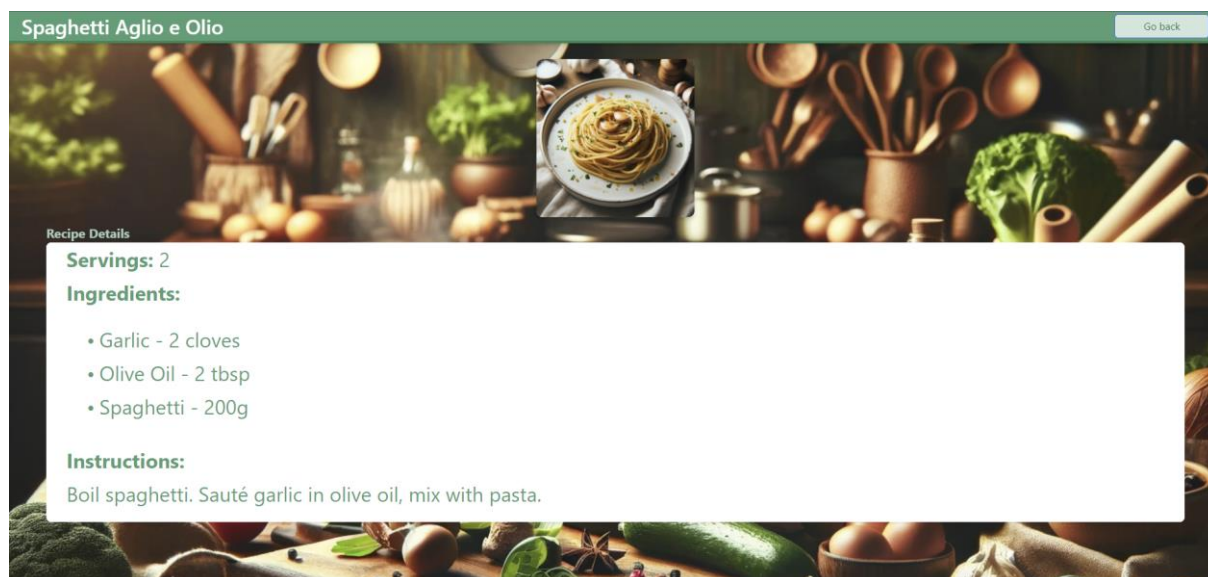 Spaghetti Aglio e Olio
Go back
Recipe Details
Servings: 2
Ingredients:
• Garlic - 2 cloves
• Olive Oil - 2 tbsp
• Spaghetti - 200g
Instructions:
Boil spaghetti. Sauté garlic in olive oil, mix with pasta.